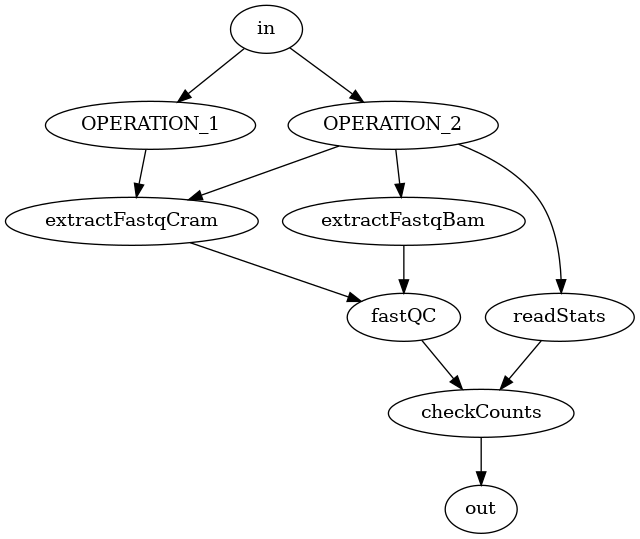 in
OPERATION_1
OPERATION_2
extractFastqCram
extractFastqBam
fastQC
readStats
checkCounts
out